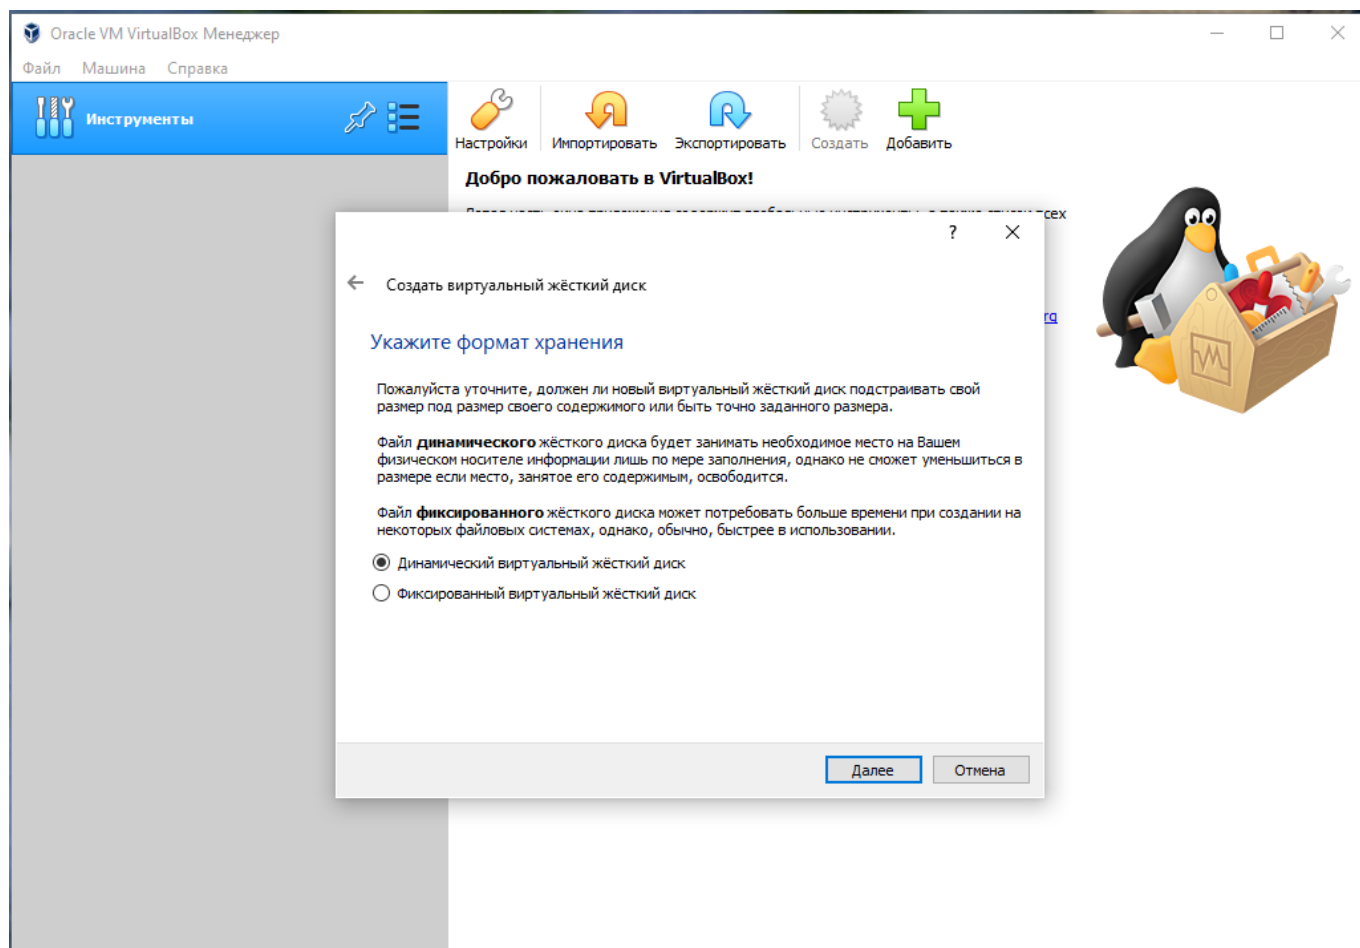 Oracle VM VirtualBox Менеджер
Файл Машина Справка
Инструменты
Настройки Импортировать Экспортировать Создать Добавить
Добро пожаловать в VirtualBox!
всех
?
Создать виртуальный жёсткий диск
rg
Укажите формат хранения
Пожалуйста уточните, должен ли новый виртуальный жёсткий диск подстраивать свой
размер под размер своего содержимого или быть точно заданного размера.
Файл динамического жёсткого диска будет занимать необходимое место на Вашем
физическом носителе информации лишь по мере заполнения, однако не сможет уменьшиться в
размере если место, занятое его содержимым, освободится.
Файл фиксированного жёсткого диска может потребовать больше времени при создании на
некоторых файловых системах, однако, обычно, быстрее в использовании.
Динамический виртуальный жёсткий диск
Фиксированный виртуальный жёсткий диск
Далее Отмена